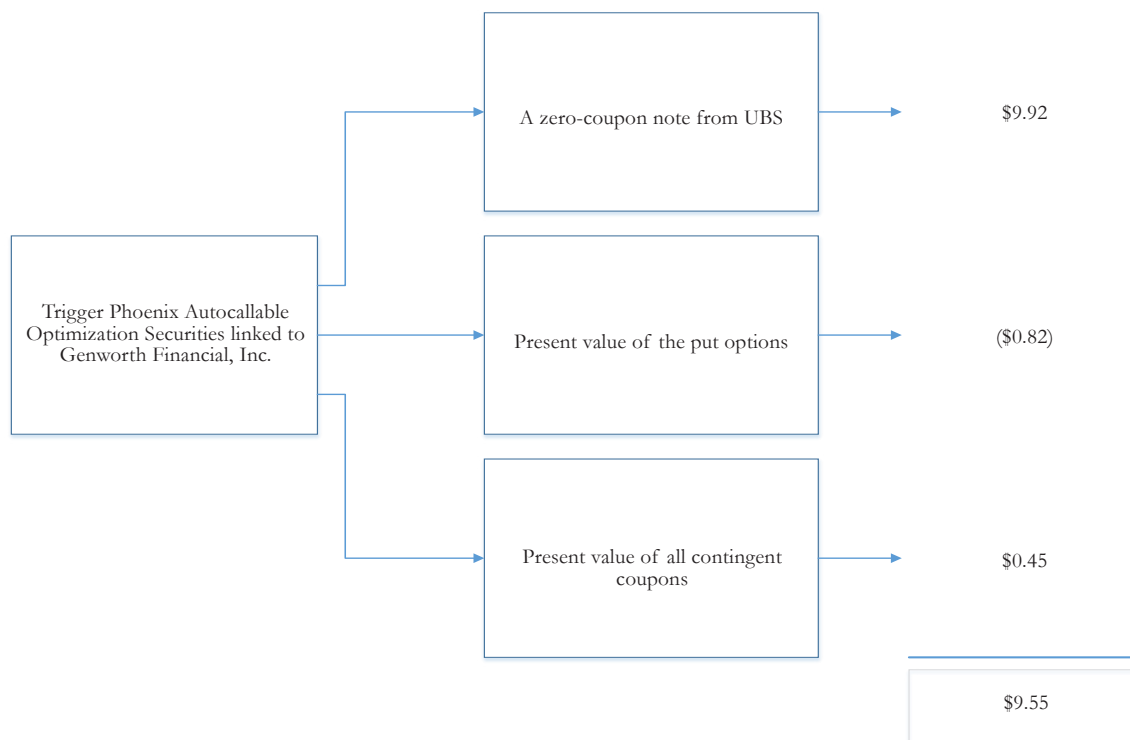 A zero-coupon note from UBS
$9.92
Trigger Phoenix Autocallable
Optimization Securities linked to
Genworth Financial, Inc.
Present value of the put options
($0.82)
Present value of all contingent
coupons
$0.45
$9.55